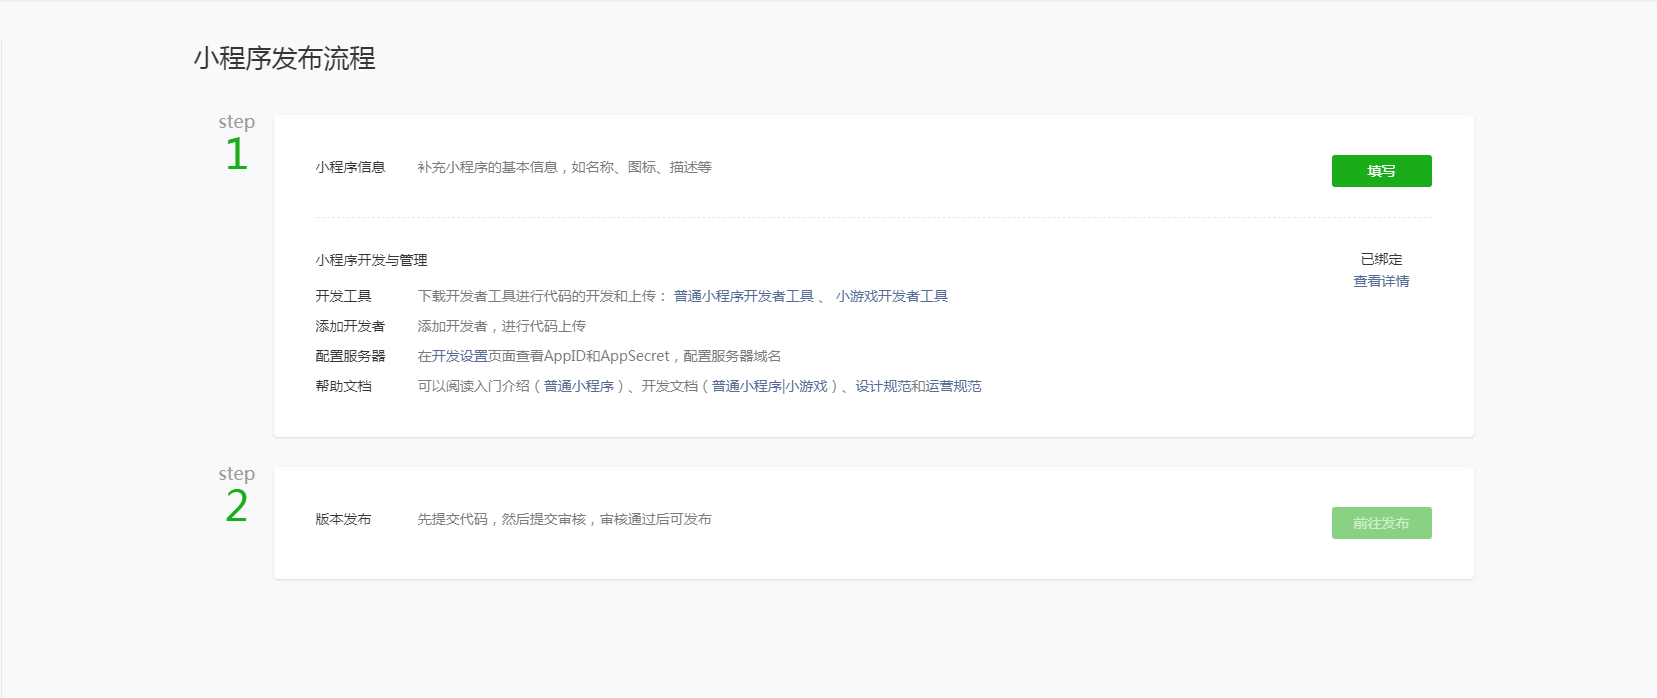 小程序发布流程
step
1
小程序信息 补充小程序的基本信息，如名称、图标、描述等 填写
小程序开发与管理 已绑定
查看详情
开发工具 下载开发者工具进行代码的开发和上传： 普通小程序开发者工具 、 小游戏开发者工具
添加开发者 添加开发者，进行代码上传
配置服务器 在开发设置页面查看AppID和AppSecret，配置服务器域名
帮助文档 可以阅读入门介绍（普通小程序）、开发文档（普通小程序|小游戏）、设计规范和运营规范
step
2
版本发布 先提交代码，然后提交审核，审核通过后可发布 前往发布